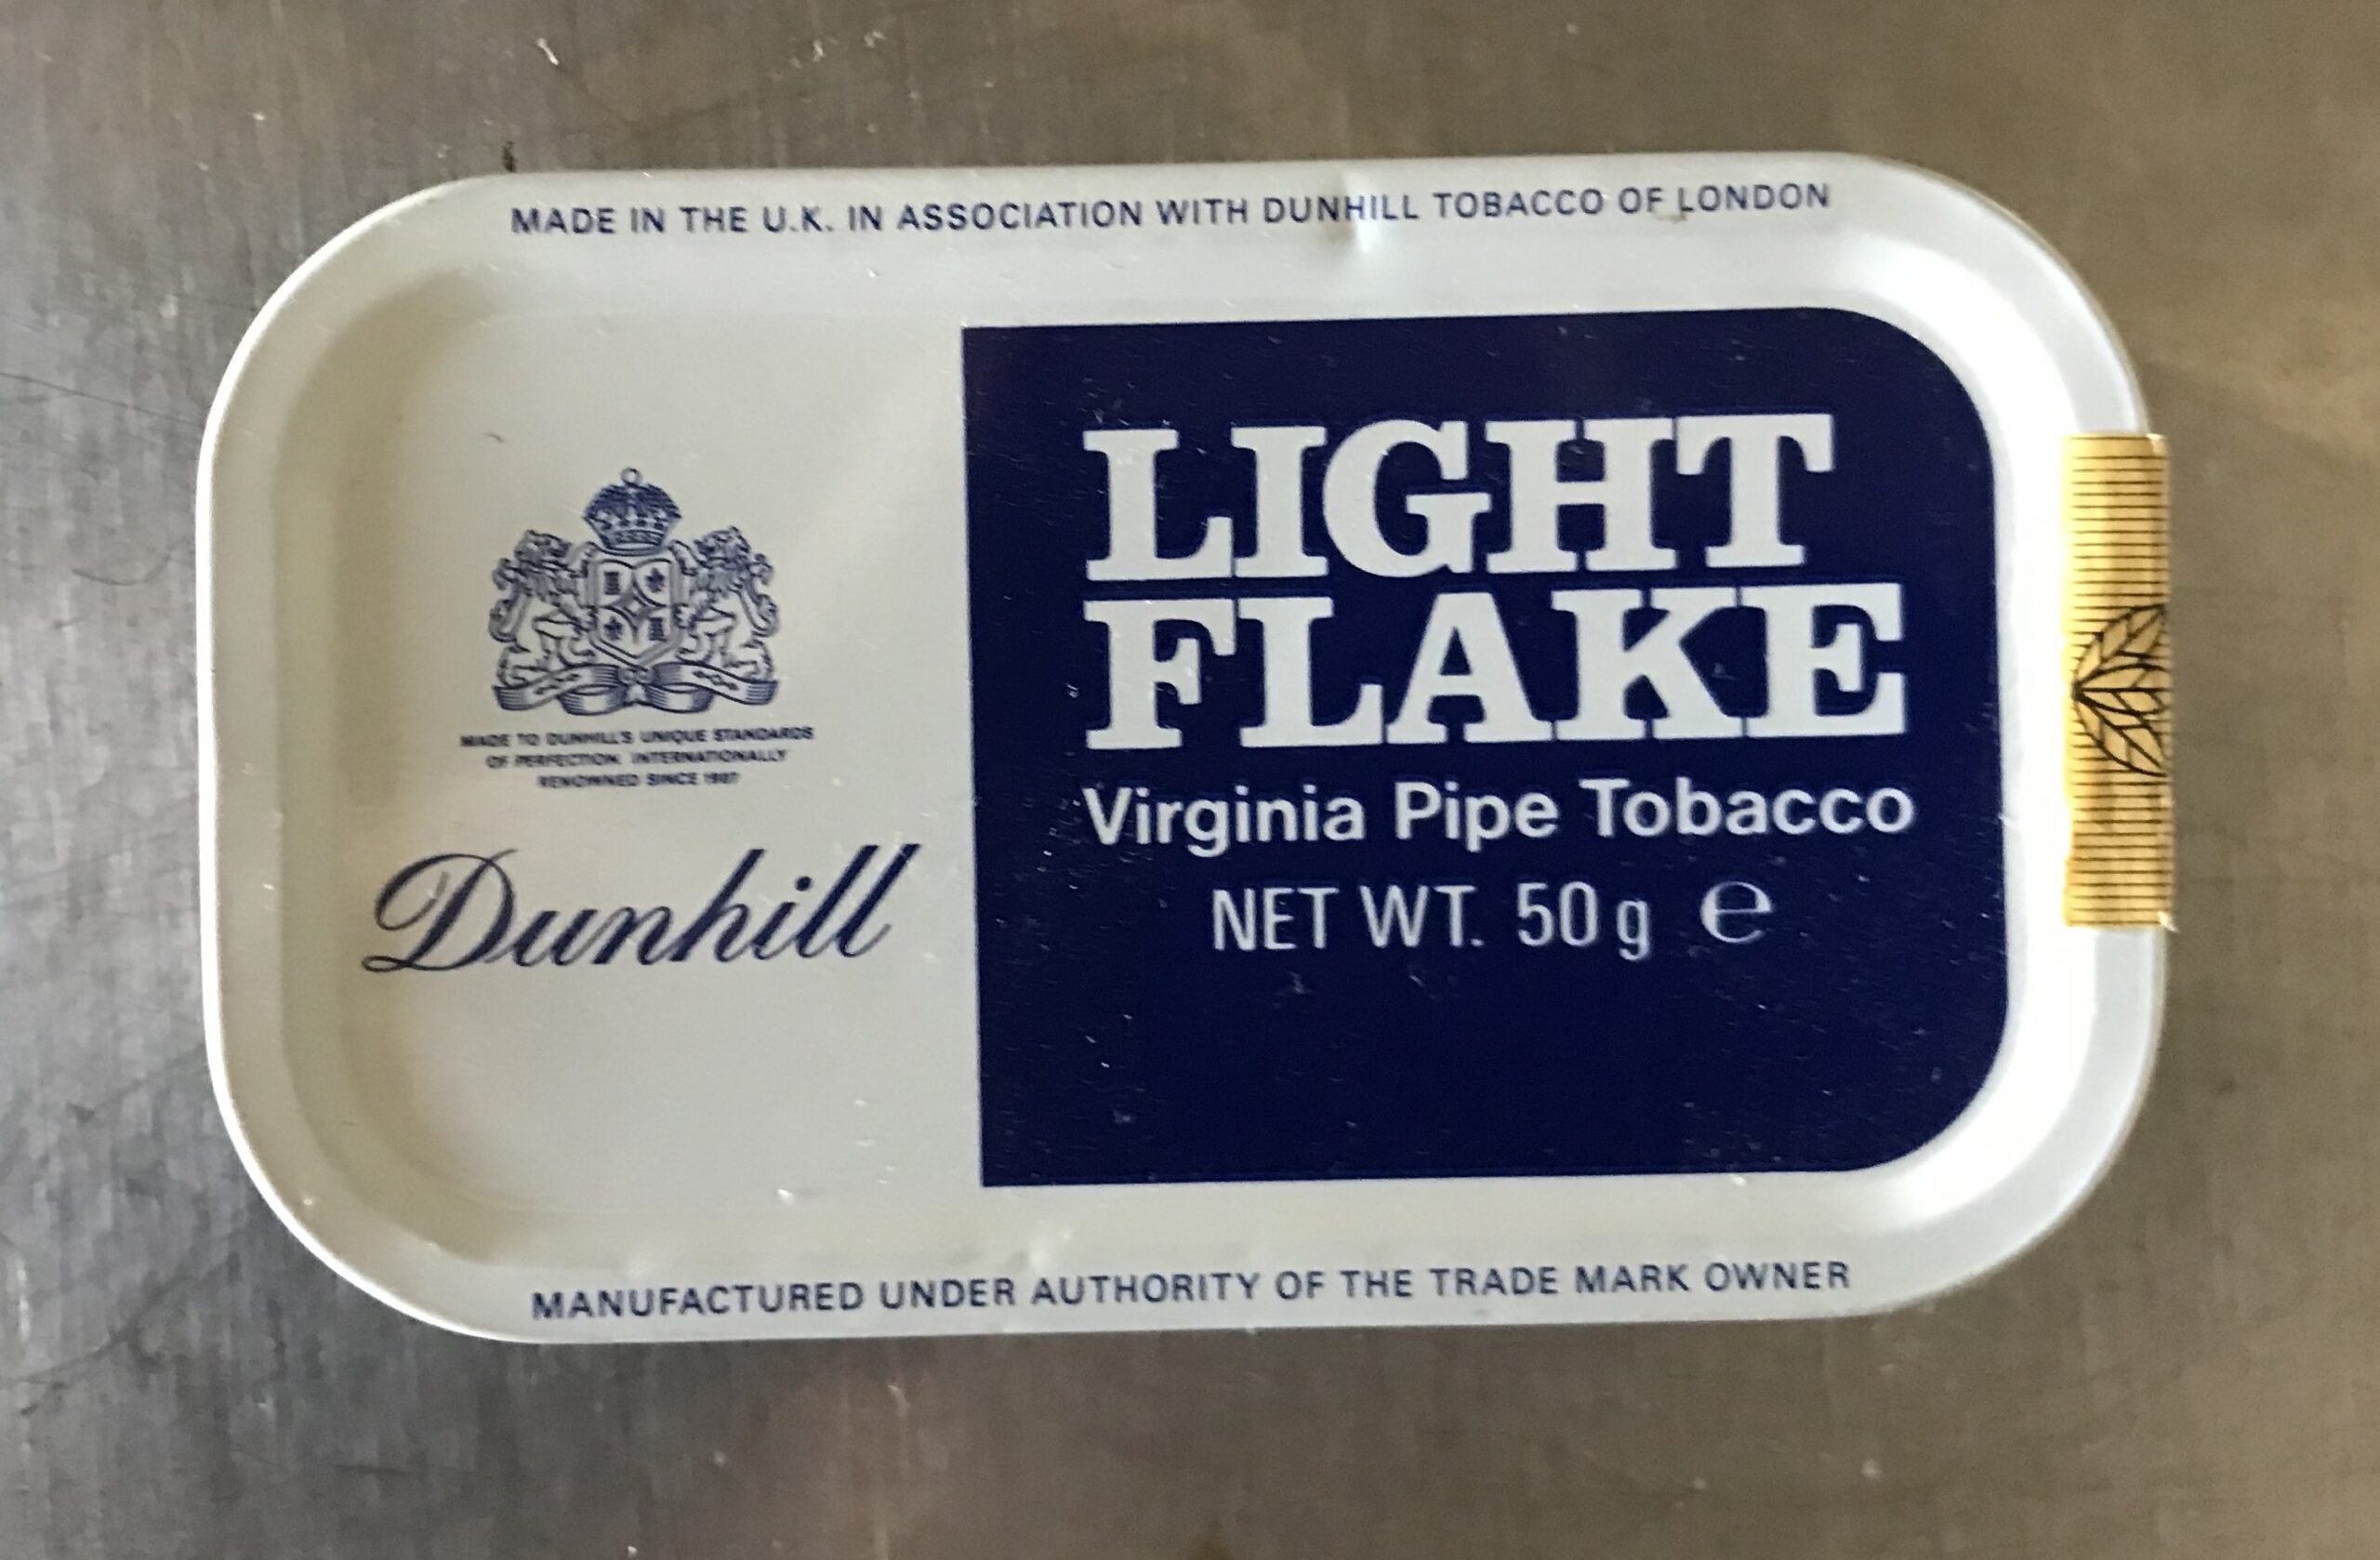 MADE IN THE U.K. IN ASSOCIATION WITH DUNHILL TOBACCO OF LONDON
MADE TO DUNHILL'S UNIQUE STANDARDS
OF PERFECTION. INTERNATIONALLY
RENOWNED SINCE 1907
Dunhill
LIGHT
FLAKE
Virginia Pipe Tobacco
NET WT. 50 g ℮
MANUFACTURED UNDER AUTHORITY OF THE TRADE MARK OWNER